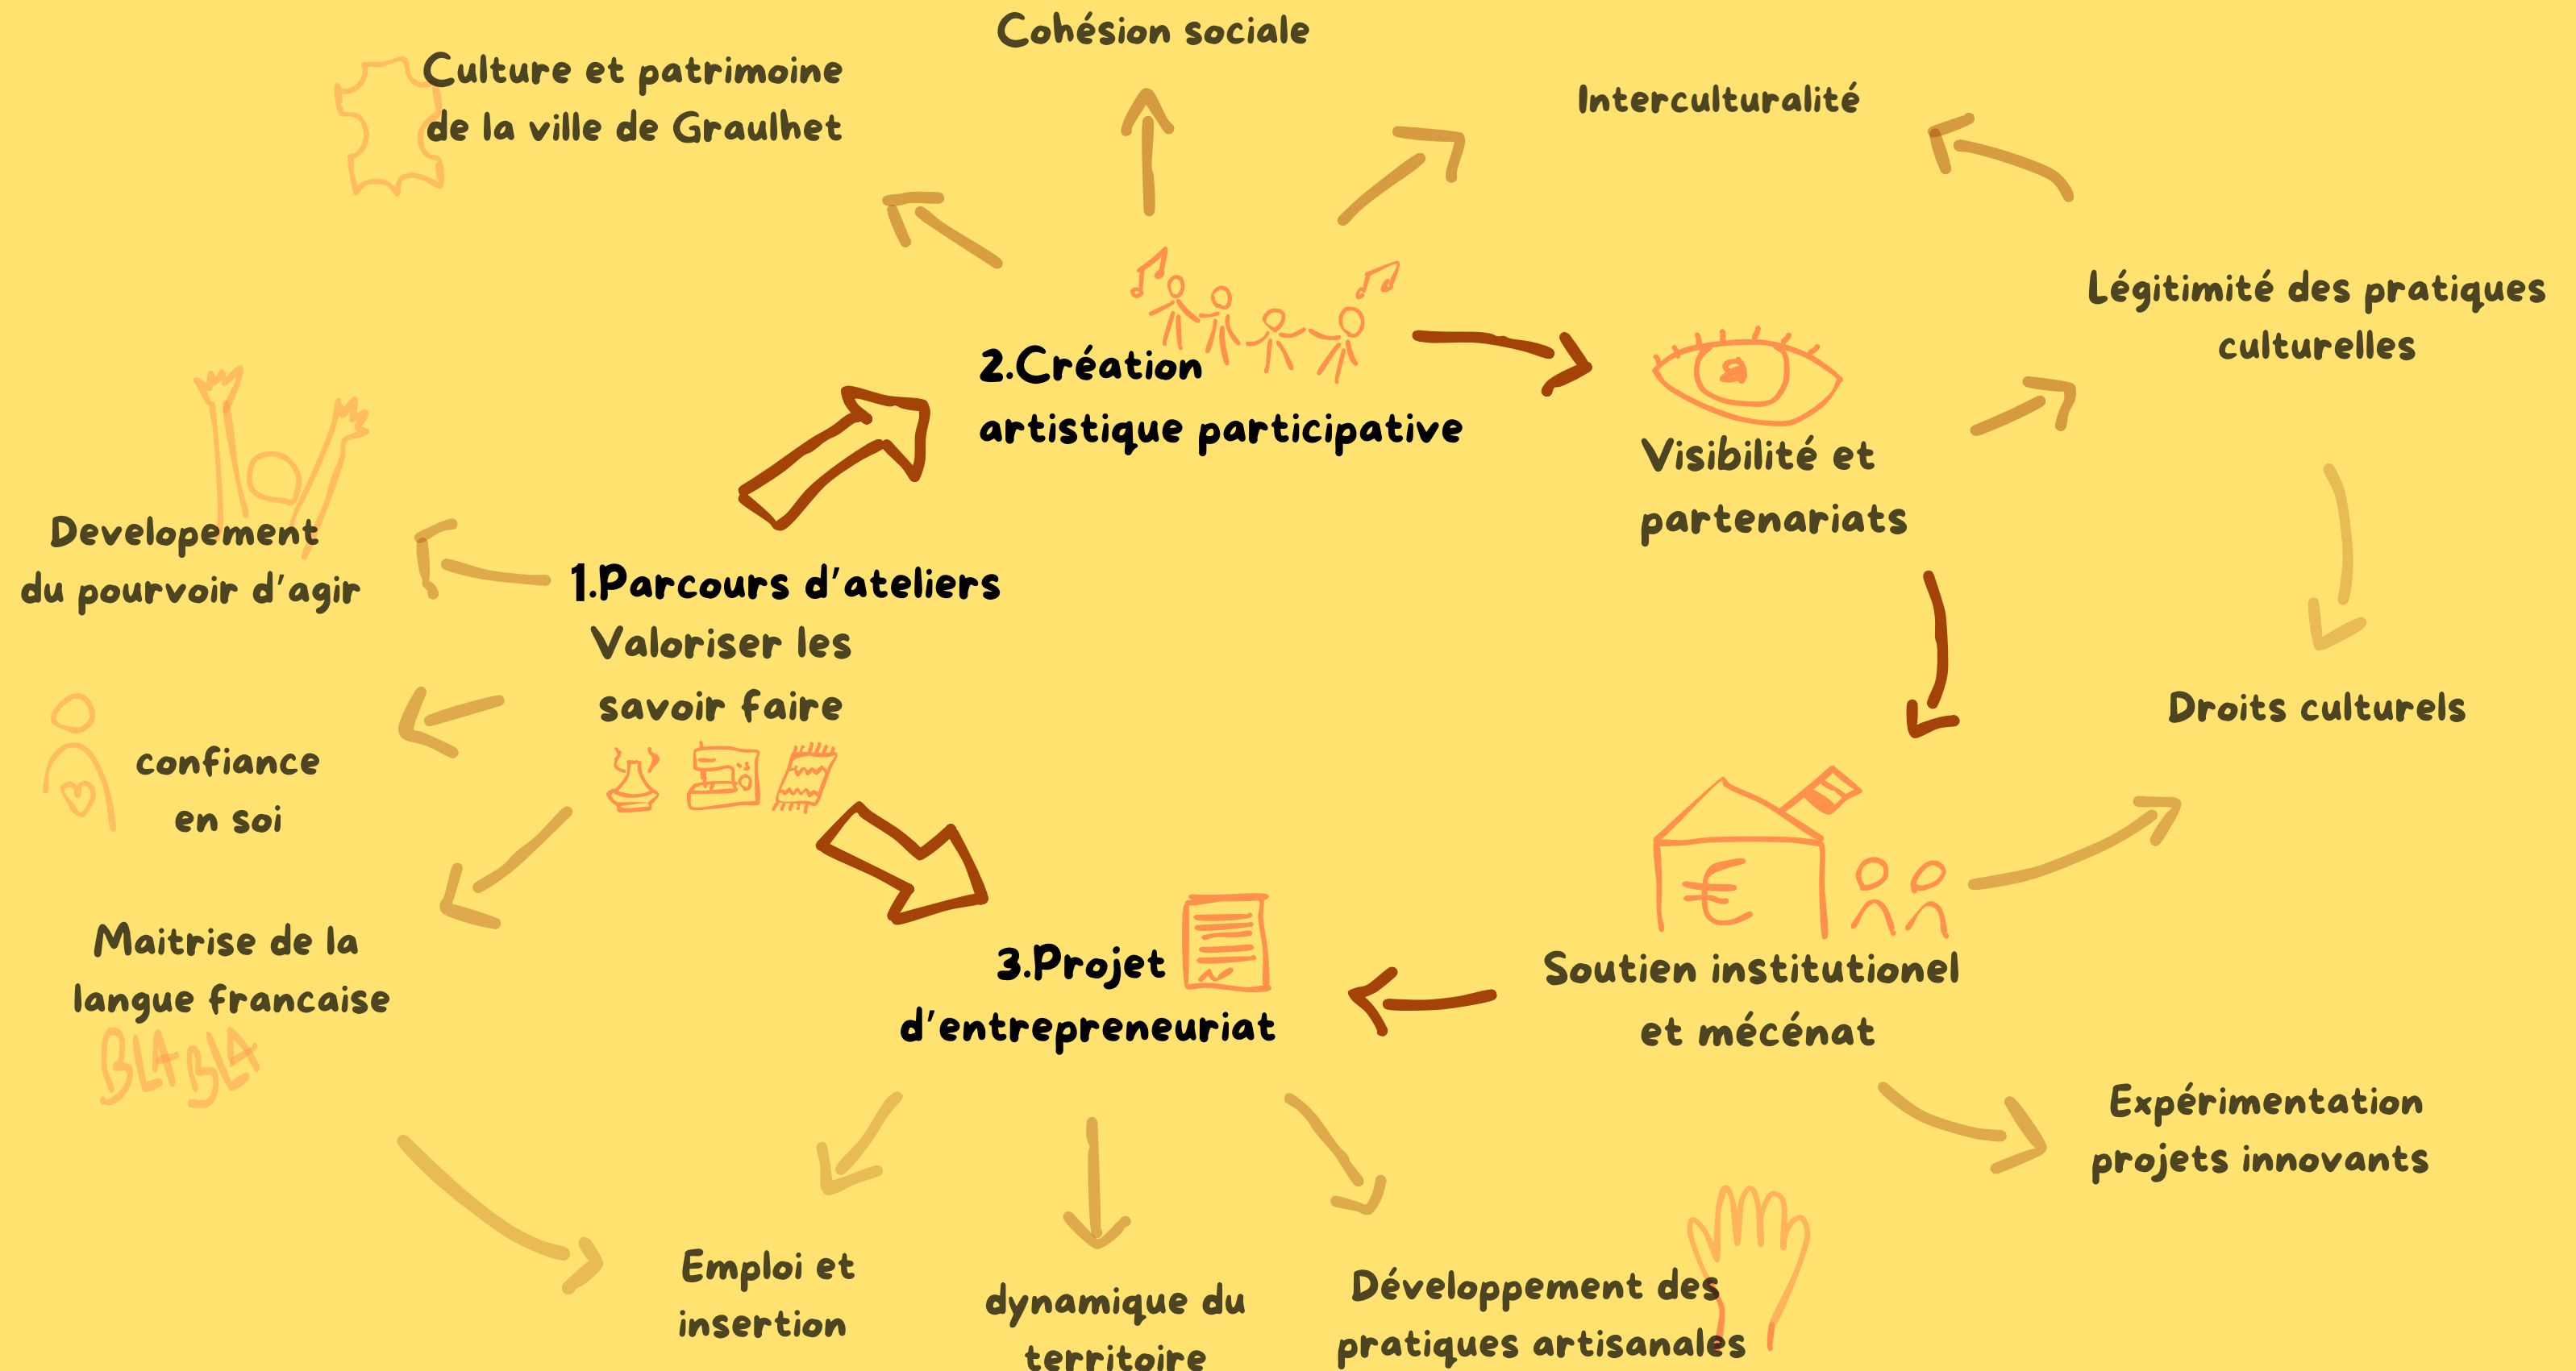 Cohésion sociale
Culture et patrimoine
de la ville de Graulhet
Interculturalité
Légitimité des pratiques
culturelles
2.Création
artistique participative
Visibilité et
partenariats
Developement
du pourvoir d'agir
1.Parcours d'ateliers
Valoriser les
savoir faire
Droits culturels
confiance
en soi
Maitrise de la
langue francaise
BLA BLA
3.Projet
d'entrepreneuriat
€
Soutien institutionel
et mécénat
Expérimentation
projets innovants
Emploi et
insertion
dynamique du
territoire
Développement des
pratiques artisanales